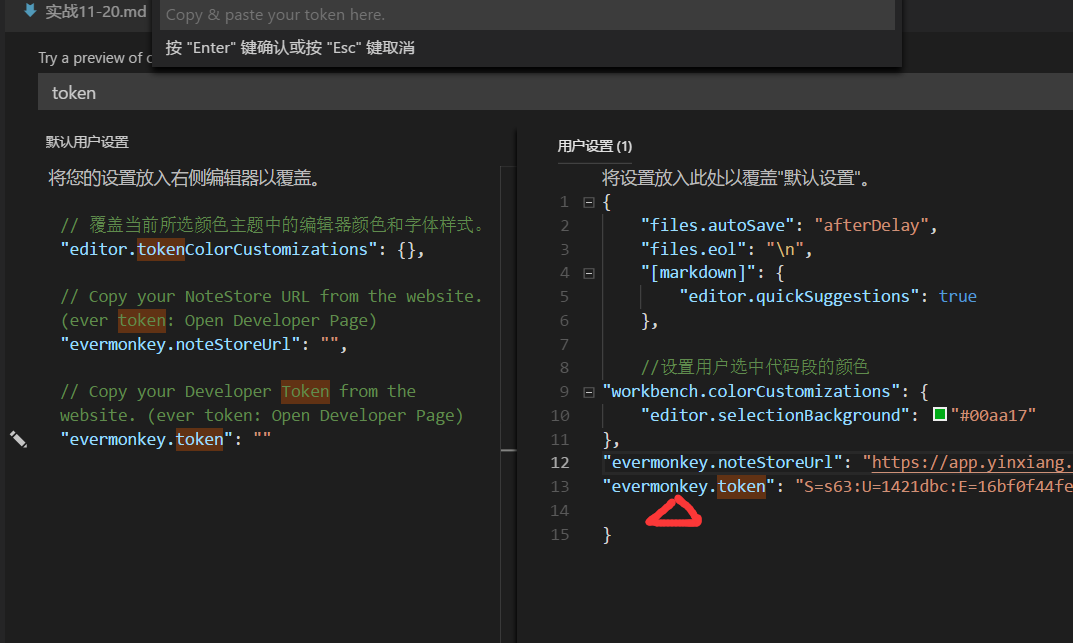 实战11-20.md
Copy & paste your token here.
按 "Enter" 键确认或按 "Esc" 键取消
Try a preview of
token
默认用户设置
将您的设置放入右侧编辑器以覆盖。
// 覆盖当前所选颜色主题中的编辑器颜色和字体样式。
"editor.tokenColorCustomizations": {},
// Copy your NoteStore URL from the website.
(ever token: Open Developer Page)
"evermonkey.noteStoreUrl": "",
// Copy your Developer Token from the
website. (ever token: Open Developer Page)
"evermonkey.token": ""
用户设置 (1)
将设置放入此处以覆盖"默认设置"。
1 {
2 "files.autoSave": "afterDelay",
3 "files.eol": "\n",
4 "[markdown]": {
5 "editor.quickSuggestions": true
6 },
7
8 //设置用户选中代码段的颜色
9 "workbench.colorCustomizations": {
10 "editor.selectionBackground": "#00aa17"
11 },
12 "evermonkey.noteStoreUrl": "https://app.yinxiang.
13 "evermonkey.token": "S=s63:U=1421dbc:E=16bf0f44fe
14
15 }